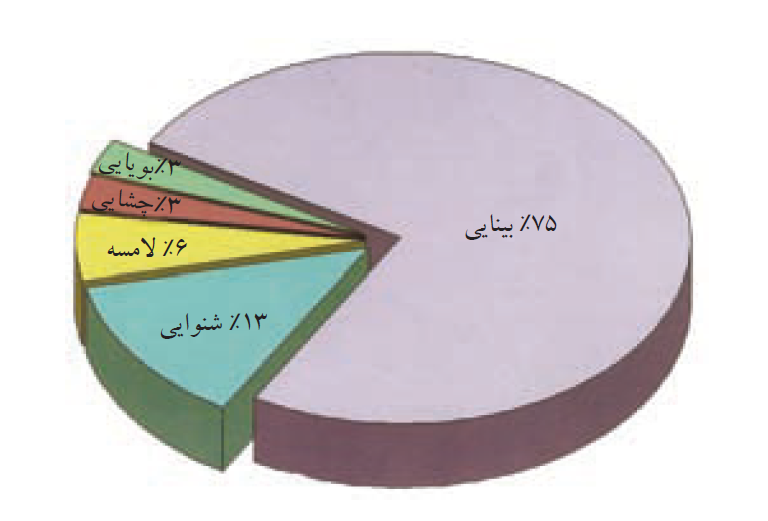 ۳٪بویایی
۳٪چشایی
۶٪ لامسه
۱۳٪ شنوایی
۷۵٪ بینایی